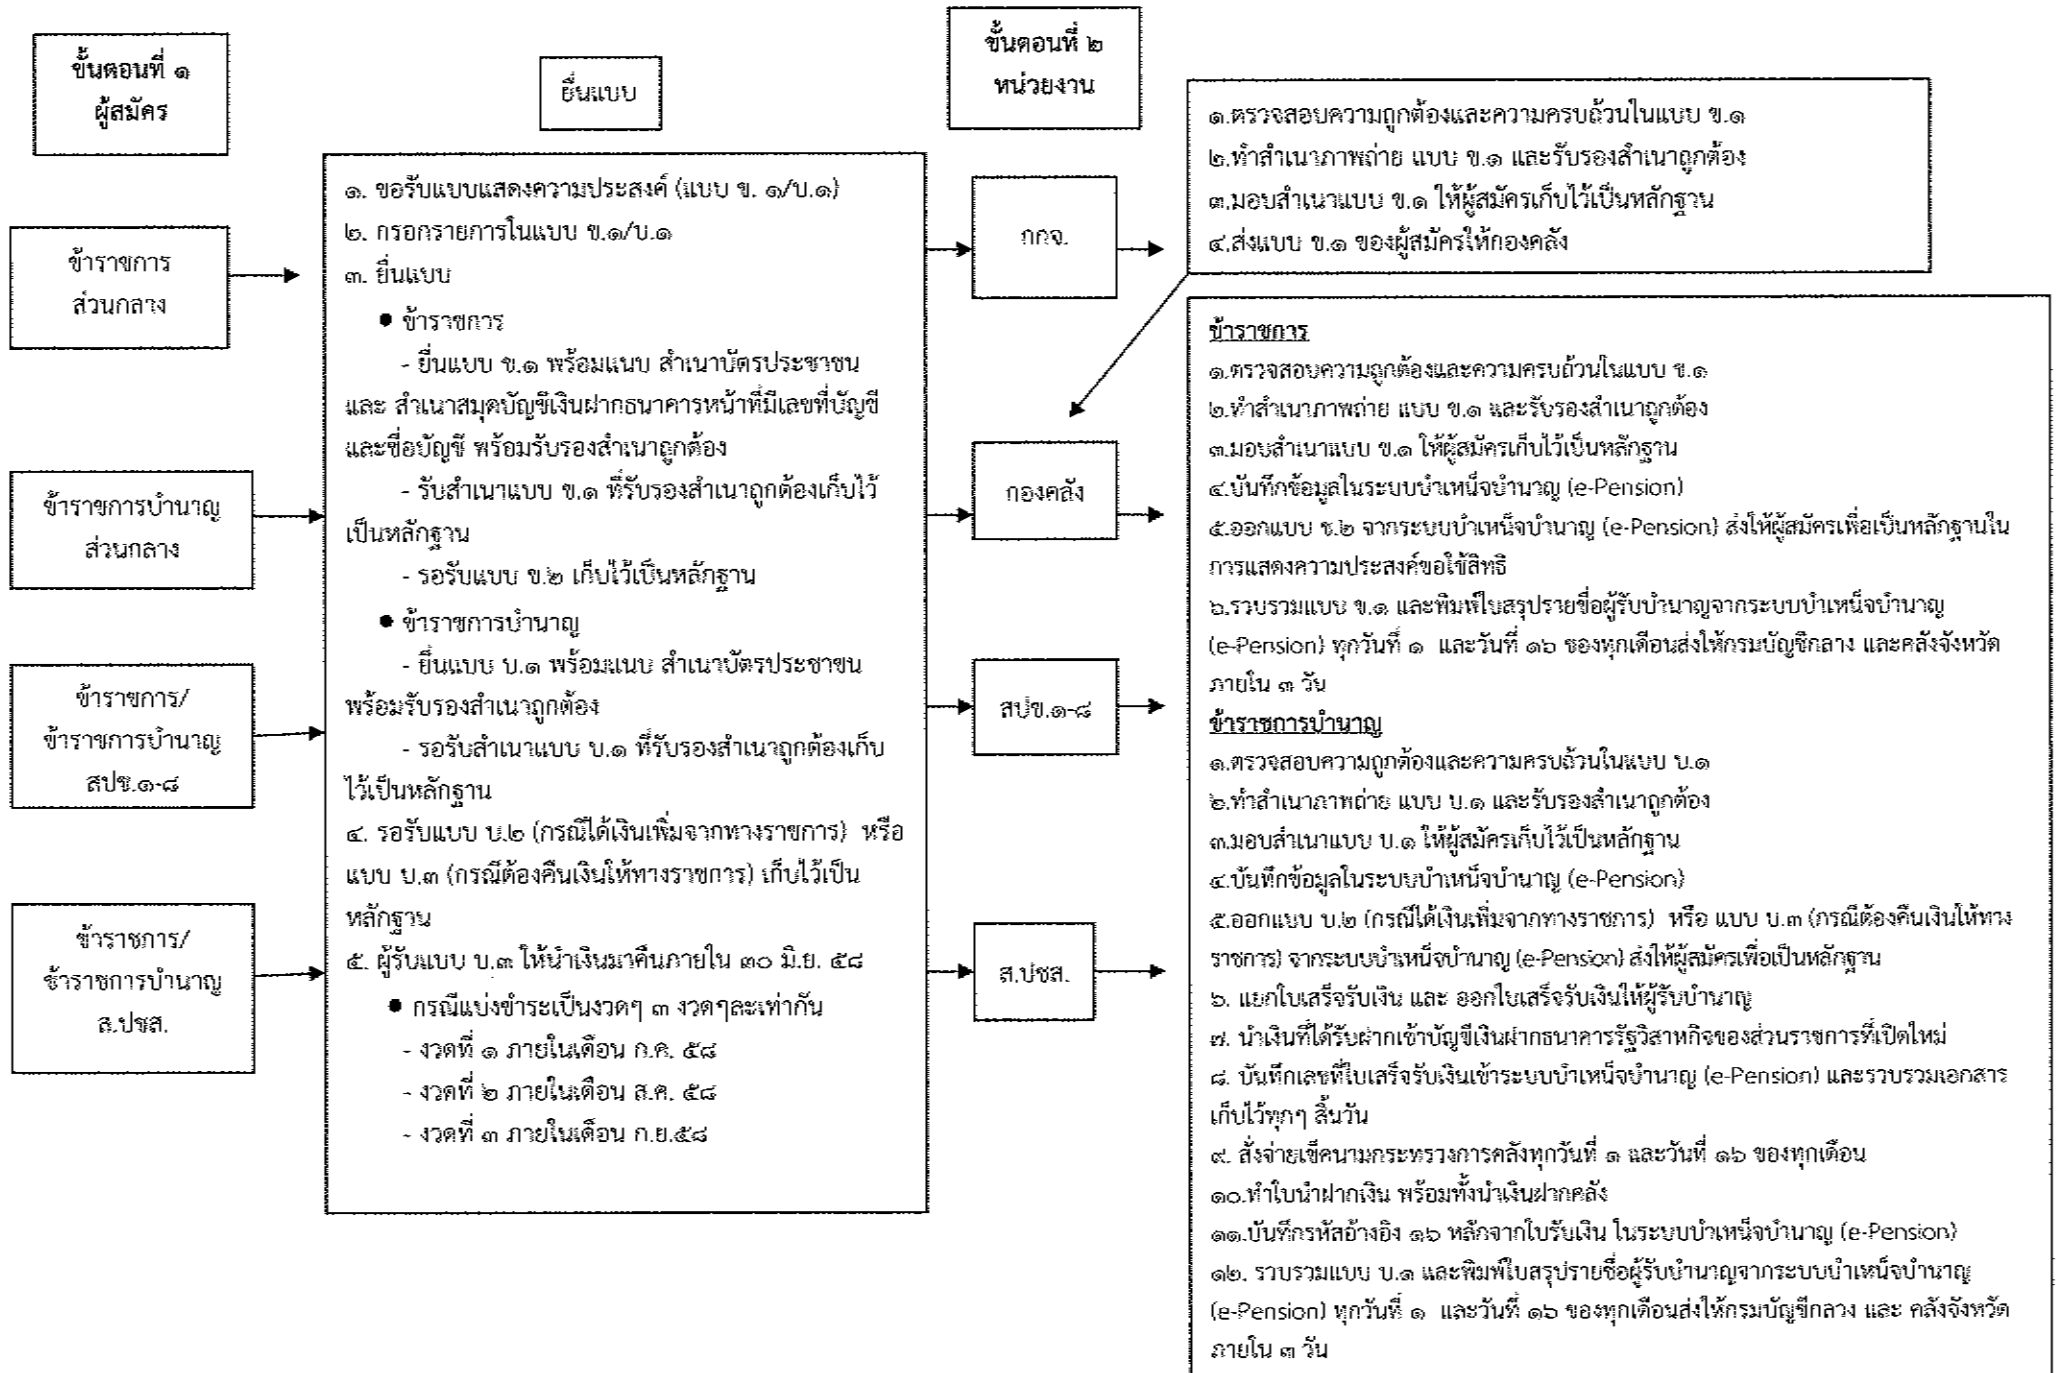 ขั้นตอนที่ ๑
ผู้สมัคร
ยื่นแบบ
ขั้นตอนที่ ๒
หน่วยงาน
ข้าราชการ
ส่วนกลาง
ข้าราชการบำนาญ
ส่วนกลาง
ข้าราชการ/
ข้าราชการบำนาญ
สปข.๑-๘
ข้าราชการ/
ข้าราชการบำนาญ
ส.ปชส.
๑. ขอรับแบบแสดงความประสงค์ (แบบ ข. ๑/บ.๑)
๒. กรอกรายการในแบบ ข.๑/บ.๑
๓. ยื่นแบบ
● ข้าราชการ
- ยื่นแบบ ข.๑ พร้อมแนบ สำเนาบัตรประชาชน
และ สำเนาสมุดบัญชีเงินฝากธนาคารหน้าที่มีเลขที่บัญชี
และชื่อบัญชี พร้อมรับรองสำเนาถูกต้อง
- รับสำเนาแบบ ข.๑ ที่รับรองสำเนาถูกต้องเก็บไว้
เป็นหลักฐาน
- รอรับแบบ ข.๒ เก็บไว้เป็นหลักฐาน
● ข้าราชการบำนาญ
- ยื่นแบบ บ.๑ พร้อมแนบ สำเนาบัตรประชาชน
พร้อมรับรองสำเนาถูกต้อง
- รอรับสำเนาแบบ บ.๑ ที่รับรองสำเนาถูกต้องเก็บ
ไว้เป็นหลักฐาน
๔. รอรับแบบ บ.๒ (กรณีได้เงินเพิ่มจากทางราชการ) หรือ
แบบ บ.๓ (กรณีต้องคืนเงินให้ทางราชการ) เก็บไว้เป็น
หลักฐาน
๕. ผู้รับแบบ บ.๓ ให้นำเงินมาคืนภายใน ๓๐ มิ.ย. ๕๘
● กรณีแบ่งชำระเป็นงวดๆ ๓ งวดๆละเท่ากัน
- งวดที่ ๑ ภายในเดือน ก.ค. ๕๘
- งวดที่ ๒ ภายในเดือน ส.ค. ๕๘
- งวดที่ ๓ ภายในเดือน ก.ย.๕๘
กกจ.
กองคลัง
สปข.๑-๘
ส.ปชส.
๑.ตรวจสอบความถูกต้องและความครบถ้วนในแบบ ข.๑
๒.ทำสำเนาภาพถ่าย แบบ ข.๑ และรับรองสำเนาถูกต้อง
๓.มอบสำเนาแบบ ข.๑ ให้ผู้สมัครเก็บไว้เป็นหลักฐาน
๔.ส่งแบบ ข.๑ ของผู้สมัครให้กองคลัง
ข้าราชการ
๑.ตรวจสอบความถูกต้องและความครบถ้วนในแบบ ข.๑
๒.ทำสำเนาภาพถ่าย แบบ ข.๑ และรับรองสำเนาถูกต้อง
๓.มอบสำเนาแบบ ข.๑ ให้ผู้สมัครเก็บไว้เป็นหลักฐาน
๔.บันทึกข้อมูลในระบบบำเหน็จบำนาญ (e-Pension)
๕.ออกแบบ ข.๒ จากระบบบำเหน็จบำนาญ (e-Pension) ส่งให้ผู้สมัครเพื่อเป็นหลักฐานใน
การแสดงความประสงค์ขอใช้สิทธิ
๖.รวบรวมแบบ ข.๑ และพิมพ์ใบสรุปรายชื่อผู้รับบำนาญจากระบบบำเหน็จบำนาญ
(e-Pension) ทุกวันที่ ๑ และวันที่ ๑๖ ของทุกเดือนส่งให้กรมบัญชีกลาง และคลังจังหวัด
ภายใน ๓ วัน
ข้าราชการบำนาญ
๑.ตรวจสอบความถูกต้องและความครบถ้วนในแบบ บ.๑
๒.ทำสำเนาภาพถ่าย แบบ บ.๑ และรับรองสำเนาถูกต้อง
๓.มอบสำเนาแบบ บ.๑ ให้ผู้สมัครเก็บไว้เป็นหลักฐาน
๔.บันทึกข้อมูลในระบบบำเหน็จบำนาญ (e-Pension)
๕.ออกแบบ บ.๒ (กรณีได้เงินเพิ่มจากทางราชการ) หรือ แบบ บ.๓ (กรณีต้องคืนเงินให้ทาง
ราชการ) จากระบบบำเหน็จบำนาญ (e-Pension) ส่งให้ผู้สมัครเพื่อเป็นหลักฐาน
๖. แยกใบเสร็จรับเงิน และ ออกใบเสร็จรับเงินให้ผู้รับบำนาญ
๗. นำเงินที่ได้รับฝากเข้าบัญชีเงินฝากธนาคารรัฐวิสาหกิจของส่วนราชการที่เปิดใหม่
๘. บันทึกเลขที่ใบเสร็จรับเงินเข้าระบบบำเหน็จบำนาญ (e-Pension) และรวบรวมเอกสาร
เก็บไว้ทุกๆ สิ้นวัน
๙. สั่งจ่ายเช็คนามกระทรวงการคลังทุกวันที่ ๑ และวันที่ ๑๖ ของทุกเดือน
๑๐.ทำใบนำฝากเงิน พร้อมทั้งนำเงินฝากคลัง
๑๑.บันทึกรหัสอ้างอิง ๑๖ หลักจากใบรับเงิน ในระบบบำเหน็จบำนาญ (e-Pension)
๑๒. รวบรวมแบบ บ.๑ และพิมพ์ใบสรุปรายชื่อผู้รับบำนาญจากระบบบำเหน็จบำนาญ
(e-Pension) ทุกวันที่ ๑ และวันที่ ๑๖ ของทุกเดือนส่งให้กรมบัญชีกลวง และ คลังจังหวัด
ภายใน ๓ วัน